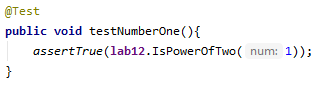 @Test
public void testNumberOne(){
    assertTrue(lab12.IsPowerOfTwo( num: 1));
}